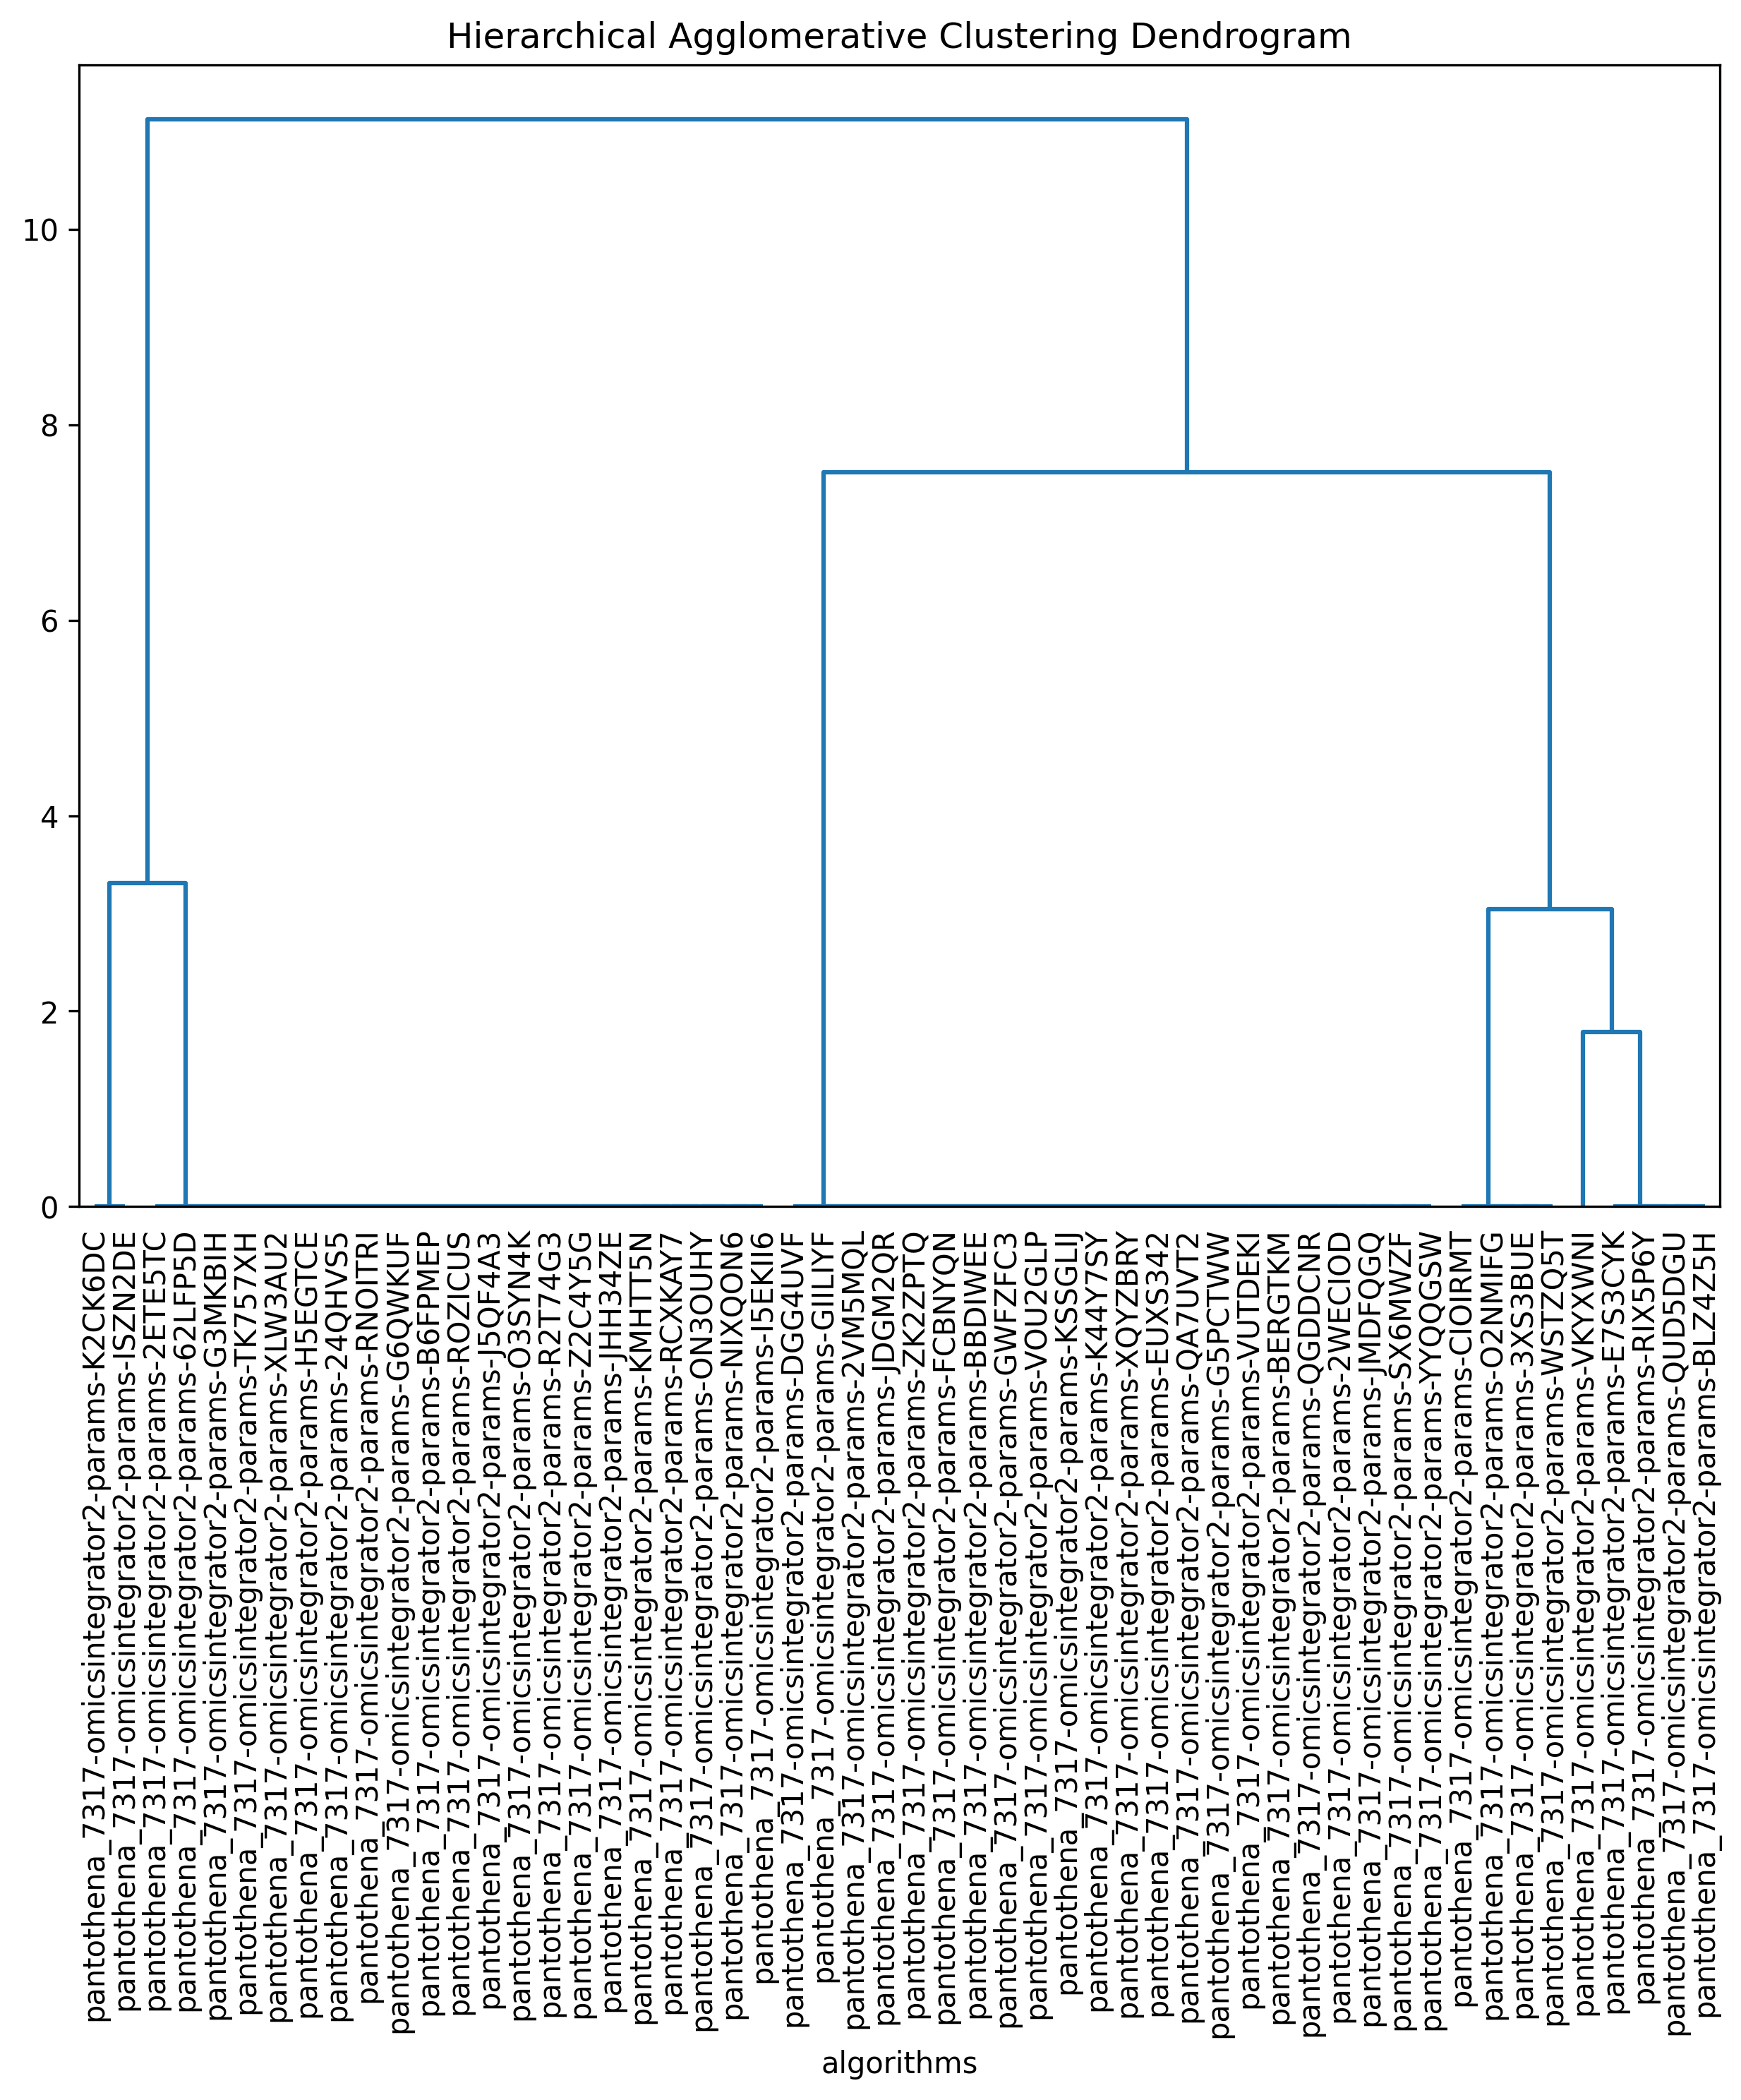 Hierarchical Agglomerative Clustering Dendrogram
10
8
6
4
2
0
pantothena_7317-omicsintegrator2-params-K2CK6DC
pantothena_7317-omicsintegrator2-params-ISZN2DE
pantothena_7317-omicsintegrator2-params-2ETE5TC
pantothena_7317-omicsintegrator2-params-62LFP5D
pantothena_7317-omicsintegrator2-params-G3MKBIH
pantothena_7317-omicsintegrator2-params-TK757XH
pantothena_7317-omicsintegrator2-params-XLW3AU2
pantothena_7317-omicsintegrator2-params-H5EGTCE
pantothena_7317-omicsintegrator2-params-24QHVS5
pantothena_7317-omicsintegrator2-params-RNOITRI
pantothena_7317-omicsintegrator2-params-G6QWKUF
pantothena_7317-omicsintegrator2-params-B6FPMEP
pantothena_7317-omicsintegrator2-params-ROZICUS
pantothena_7317-omicsintegrator2-params-J5QF4A3
pantothena_7317-omicsintegrator2-params-O3SYN4K
pantothena_7317-omicsintegrator2-params-R2T74G3
pantothena_7317-omicsintegrator2-params-Z2C4Y5G
pantothena_7317-omicsintegrator2-params-JHH34ZE
pantothena_7317-omicsintegrator2-params-KMHTT5N
pantothena_7317-omicsintegrator2-params-RCXKAY7
pantothena_7317-omicsintegrator2-params-ON3OUHY
pantothena_7317-omicsintegrator2-params-NIXQON6
pantothena_7317-omicsintegrator2-params-I5EKII6
pantothena_7317-omicsintegrator2-params-DGG4UVF
pantothena_7317-omicsintegrator2-params-GIILIYF
pantothena_7317-omicsintegrator2-params-2VM5MQL
pantothena_7317-omicsintegrator2-params-JDGM2QR
pantothena_7317-omicsintegrator2-params-ZK2ZPTQ
pantothena_7317-omicsintegrator2-params-FCBNYQN
pantothena_7317-omicsintegrator2-params-BBDIWEE
pantothena_7317-omicsintegrator2-params-GWFZFC3
pantothena_7317-omicsintegrator2-params-VOU2GLP
pantothena_7317-omicsintegrator2-params-KSSGLIJ
pantothena_7317-omicsintegrator2-params-K44Y7SY
pantothena_7317-omicsintegrator2-params-XQYZBRY
pantothena_7317-omicsintegrator2-params-EUXS342
pantothena_7317-omicsintegrator2-params-QA7UVT2
pantothena_7317-omicsintegrator2-params-G5PCTWW
pantothena_7317-omicsintegrator2-params-VUTDEKI
pantothena_7317-omicsintegrator2-params-BERGTKM
pantothena_7317-omicsintegrator2-params-QGDDCNR
pantothena_7317-omicsintegrator2-params-2WECIOD
pantothena_7317-omicsintegrator2-params-JMDFQGQ
pantothena_7317-omicsintegrator2-params-SX6MWZF
pantothena_7317-omicsintegrator2-params-YYQQGSW
pantothena_7317-omicsintegrator2-params-CIOIRMT
pantothena_7317-omicsintegrator2-params-O2NMIFG
pantothena_7317-omicsintegrator2-params-3XS3BUE
pantothena_7317-omicsintegrator2-params-WSTZQ5T
pantothena_7317-omicsintegrator2-params-VKYXWNI
pantothena_7317-omicsintegrator2-params-E7S3CYK
pantothena_7317-omicsintegrator2-params-RIX5P6Y
pantothena_7317-omicsintegrator2-params-QUD5DGU
pantothena_7317-omicsintegrator2-params-BLZ4Z5H
algorithms